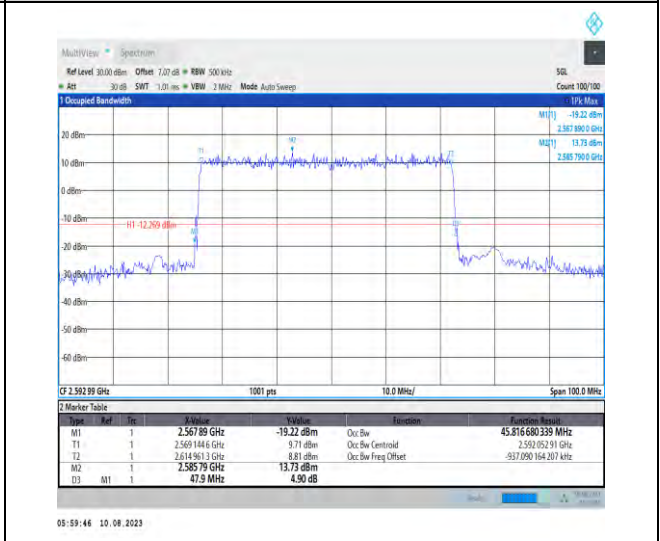 MultiView Spectrum
Ref Level 30.00 dBm Offset 7.07 dB RBW 500 kHz SGL
Att 30 dB SWT 1.01 ms VBW 2 MHz Mode Auto Sweep Count 100/100
1 Occupied Bandwidth 1Pk Max
M1[1] -19.22 dBm
2.567 890 0 GHz
20 dBm M2[1] 13.73 dBm
2.585 790 0 GHz
M2
T1 T2
10 dBm
0 dBm
-10 dBm
H1 -12.269 dBm
M1
-20 dBm
-30 dBm
-40 dBm
-50 dBm
-60 dBm
CF 2.592 99 GHz 1001 pts 10.0 MHz/ Span 100.0 MHz
2 Marker Table
Type Ref Trc X-Value Y-Value Function Function Result
M1 1 2.567 89 GHz -19.22 dBm Occ Bw 45.816 680 339 MHz
T1 1 2.569 144 6 GHz 9.71 dBm Occ Bw Centroid 2.592 052 91 GHz
T2 1 2.614 961 3 GHz 8.81 dBm Occ Bw Freq Offset -937.090 164 207 kHz
M2 1 2.585 79 GHz 13.73 dBm
D3 M1 1 47.9 MHz 4.90 dB
05:59:46 10.08.2023